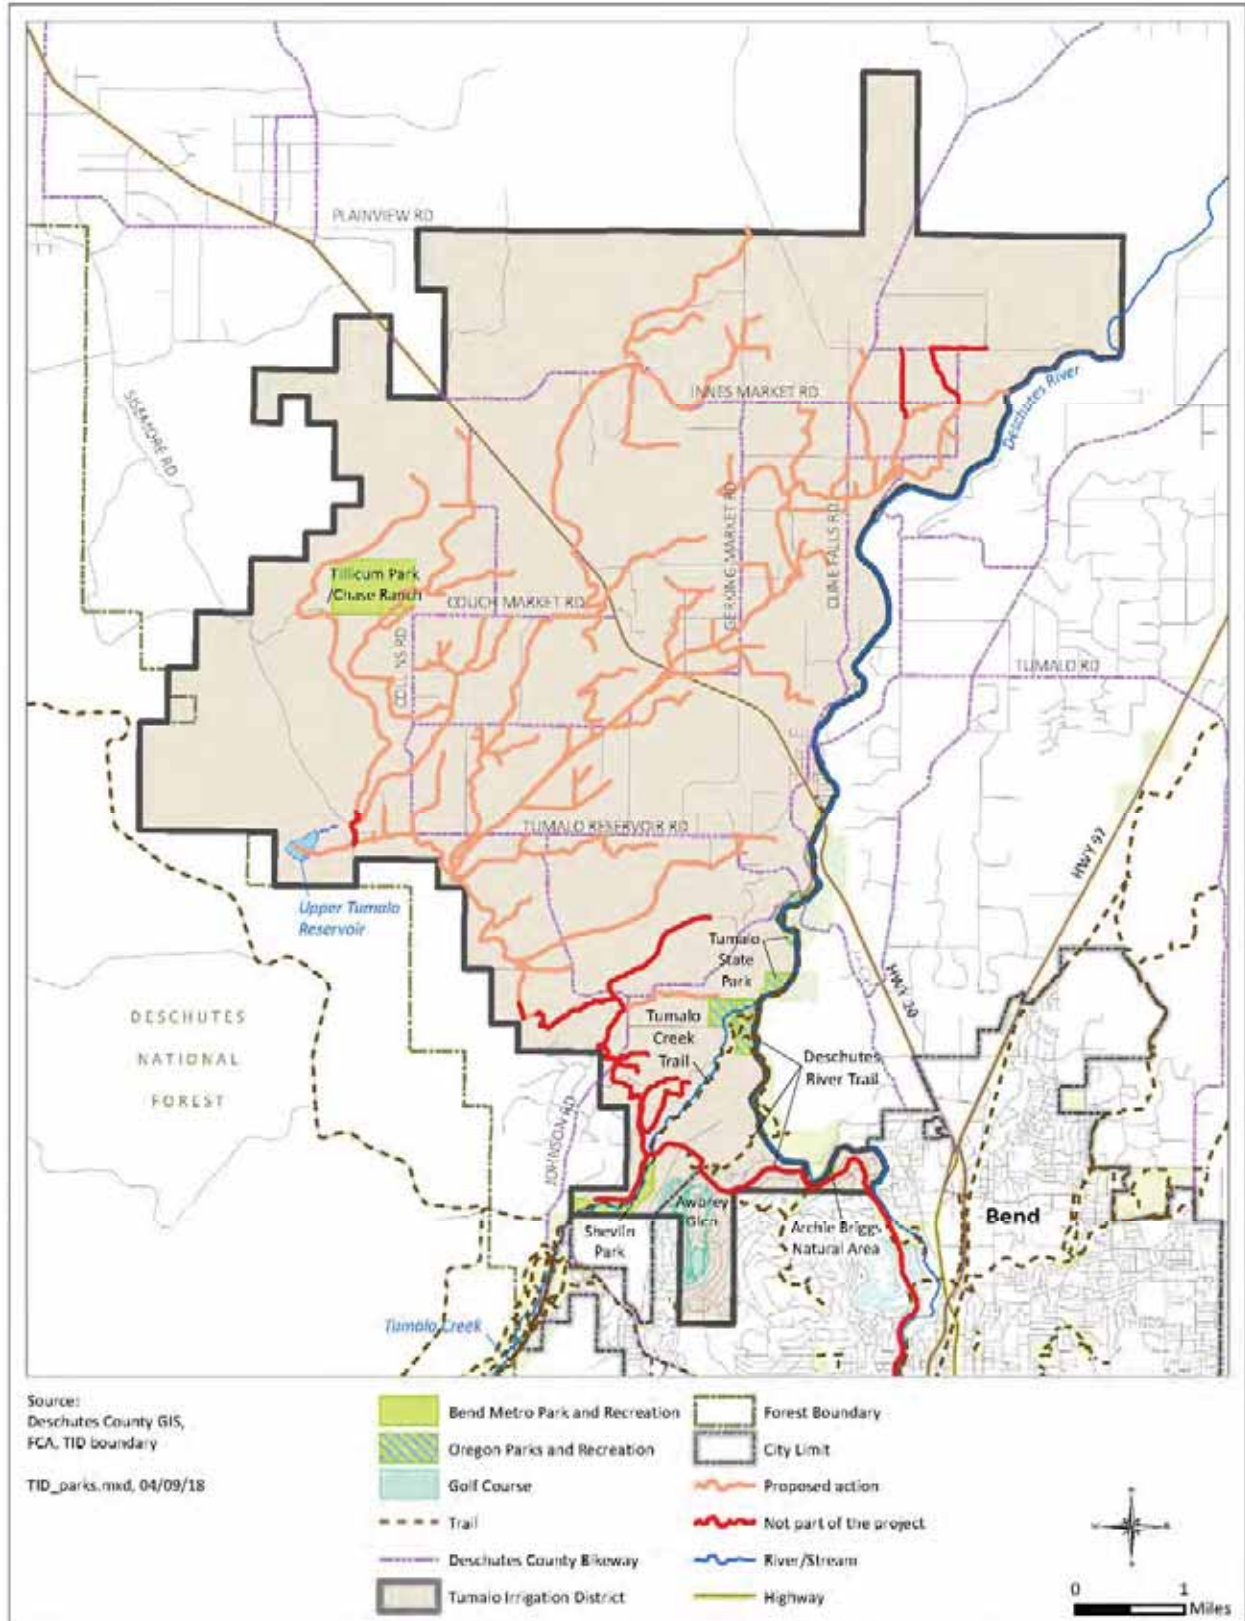 PLAINVIEW RD
SISEMORE RD
INNES MARKET RD
Deschutes River
GERKING MARKET RD
CLINE FALLS RD
Tillicum Park
/Chase Ranch
COUCH MARKET RD
COLLINS RD
TUMALO RD
TUMALO RESERVOIR RD
HWY 97
Upper Tumalo
Reservoir
Tumalo
State
Park
HWY 20
DESCHUTES
NATIONAL
FOREST
Tumalo
Creek
Trail
Deschutes
River Trail
JOHNSON RD
Awbrey
Glen
Shevlin
Park
Archie Briggs
Natural Area
Bend
Tumalo Creek
Source:
Deschutes County GIS,
FCA, TID boundary
TID_parks.mxd, 04/09/18
Bend Metro Park and Recreation
Oregon Parks and Recreation
Golf Course
Trail
Deschutes County Bikeway
Tumalo Irrigation District
Forest Boundary
City Limit
Proposed action
Not part of the project
River/Stream
Highway
0 1
Miles